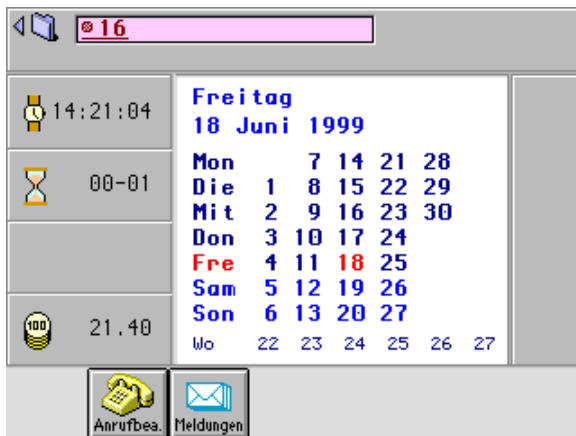 16
14:21:04
00-01
100
21.40
Freitag
18 Juni 1999
Mon 7 14 21 28
Die 1 8 15 22 29
Mit 2 9 16 23 30
Don 3 10 17 24
Fre 4 11 18 25
Sam 5 12 19 26
Son 6 13 20 27
Wo 22 23 24 25 26 27
Anrufbea. Meldungen